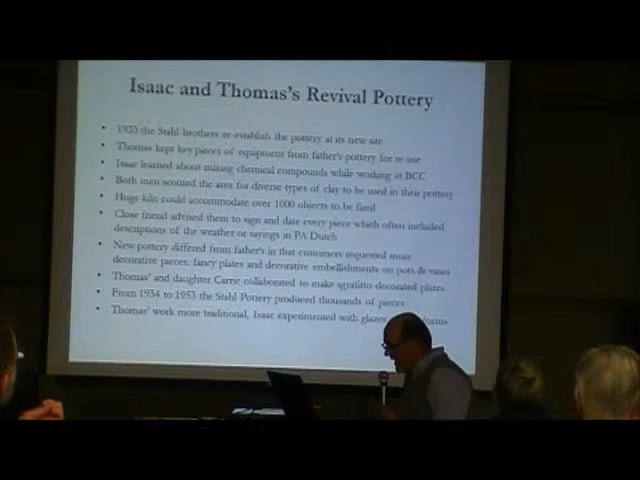 Isaac and Thomas's Revival Pottery
• 1933 the Stahl brothers re-establish the pottery at its new site
• Thomas kept key pieces of equipment from father's pottery for re-use
• Isaac learned about mixing chemical compounds while working at BCC
• Both men scouted the area for diverse types of clay to be used in their pottery
• Huge kiln could accommodate over 1000 objects to be fired
• Close friend advised them to sign and date every piece which often included
descriptions of the weather or sayings in PA Dutch
• New pottery differed from father's in that customers requested more
decorative pieces: fancy plates and decorative embellishments on pots & vases
• Thomas' and daughter Carrie collaborated to make sgrafitto decorated plates
• From 1934 to 1953 the Stahl Pottery produced thousands of pieces
• Thomas' work more traditional, Isaac experimented with glazes